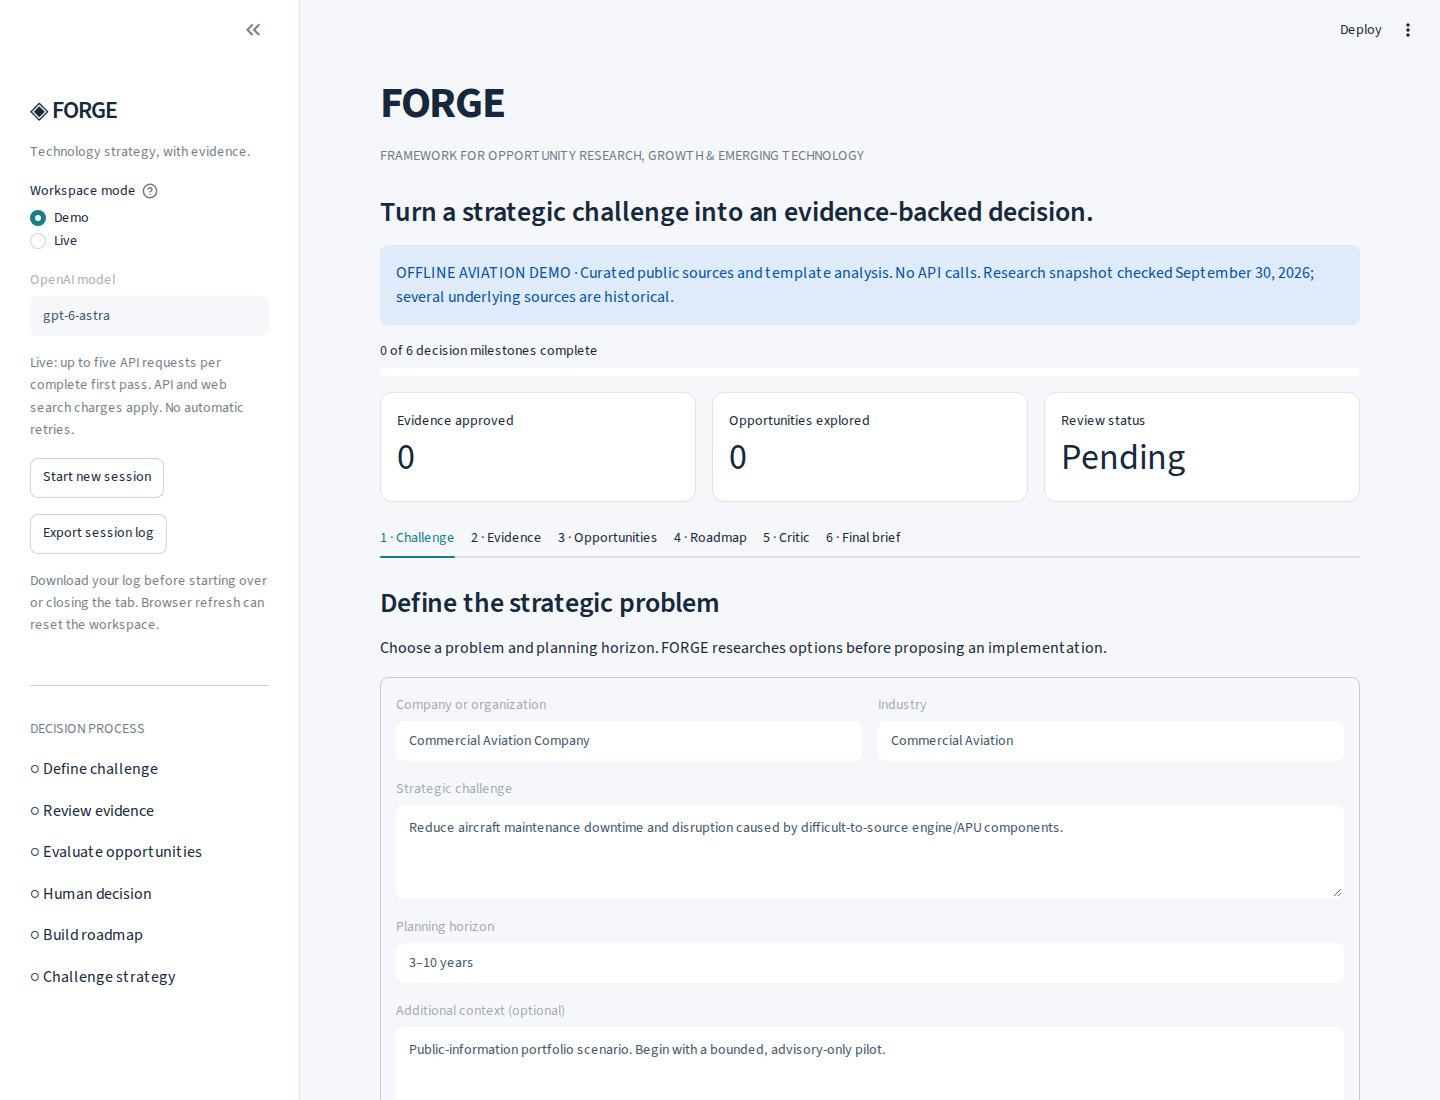 Deploy
◈ FORGE
Technology strategy, with evidence.
Workspace mode
Demo
Live
OpenAI model
gpt-6-astra
Live: up to five API requests per
complete first pass. API and web
search charges apply. No automatic
retries.
Start new session
Export session log
Download your log before starting over
or closing the tab. Browser refresh can
reset the workspace.
DECISION PROCESS
○ Define challenge
○ Review evidence
○ Evaluate opportunities
○ Human decision
○ Build roadmap
○ Challenge strategy
FORGE
FRAMEWORK FOR OPPORTUNITY RESEARCH, GROWTH & EMERGING TECHNOLOGY
Turn a strategic challenge into an evidence-backed decision.
OFFLINE AVIATION DEMO · Curated public sources and template analysis. No API calls. Research snapshot checked September 30, 2026;
several underlying sources are historical.
0 of 6 decision milestones complete
Evidence approved
0
Opportunities explored
0
Review status
Pending
1 · Challenge
2 · Evidence
3 · Opportunities
4 · Roadmap
5 · Critic
6 · Final brief
Define the strategic problem
Choose a problem and planning horizon. FORGE researches options before proposing an implementation.
Company or organization
Commercial Aviation Company
Industry
Commercial Aviation
Strategic challenge
Reduce aircraft maintenance downtime and disruption caused by difficult-to-source engine/APU components.
Planning horizon
3–10 years
Additional context (optional)
Public-information portfolio scenario. Begin with a bounded, advisory-only pilot.